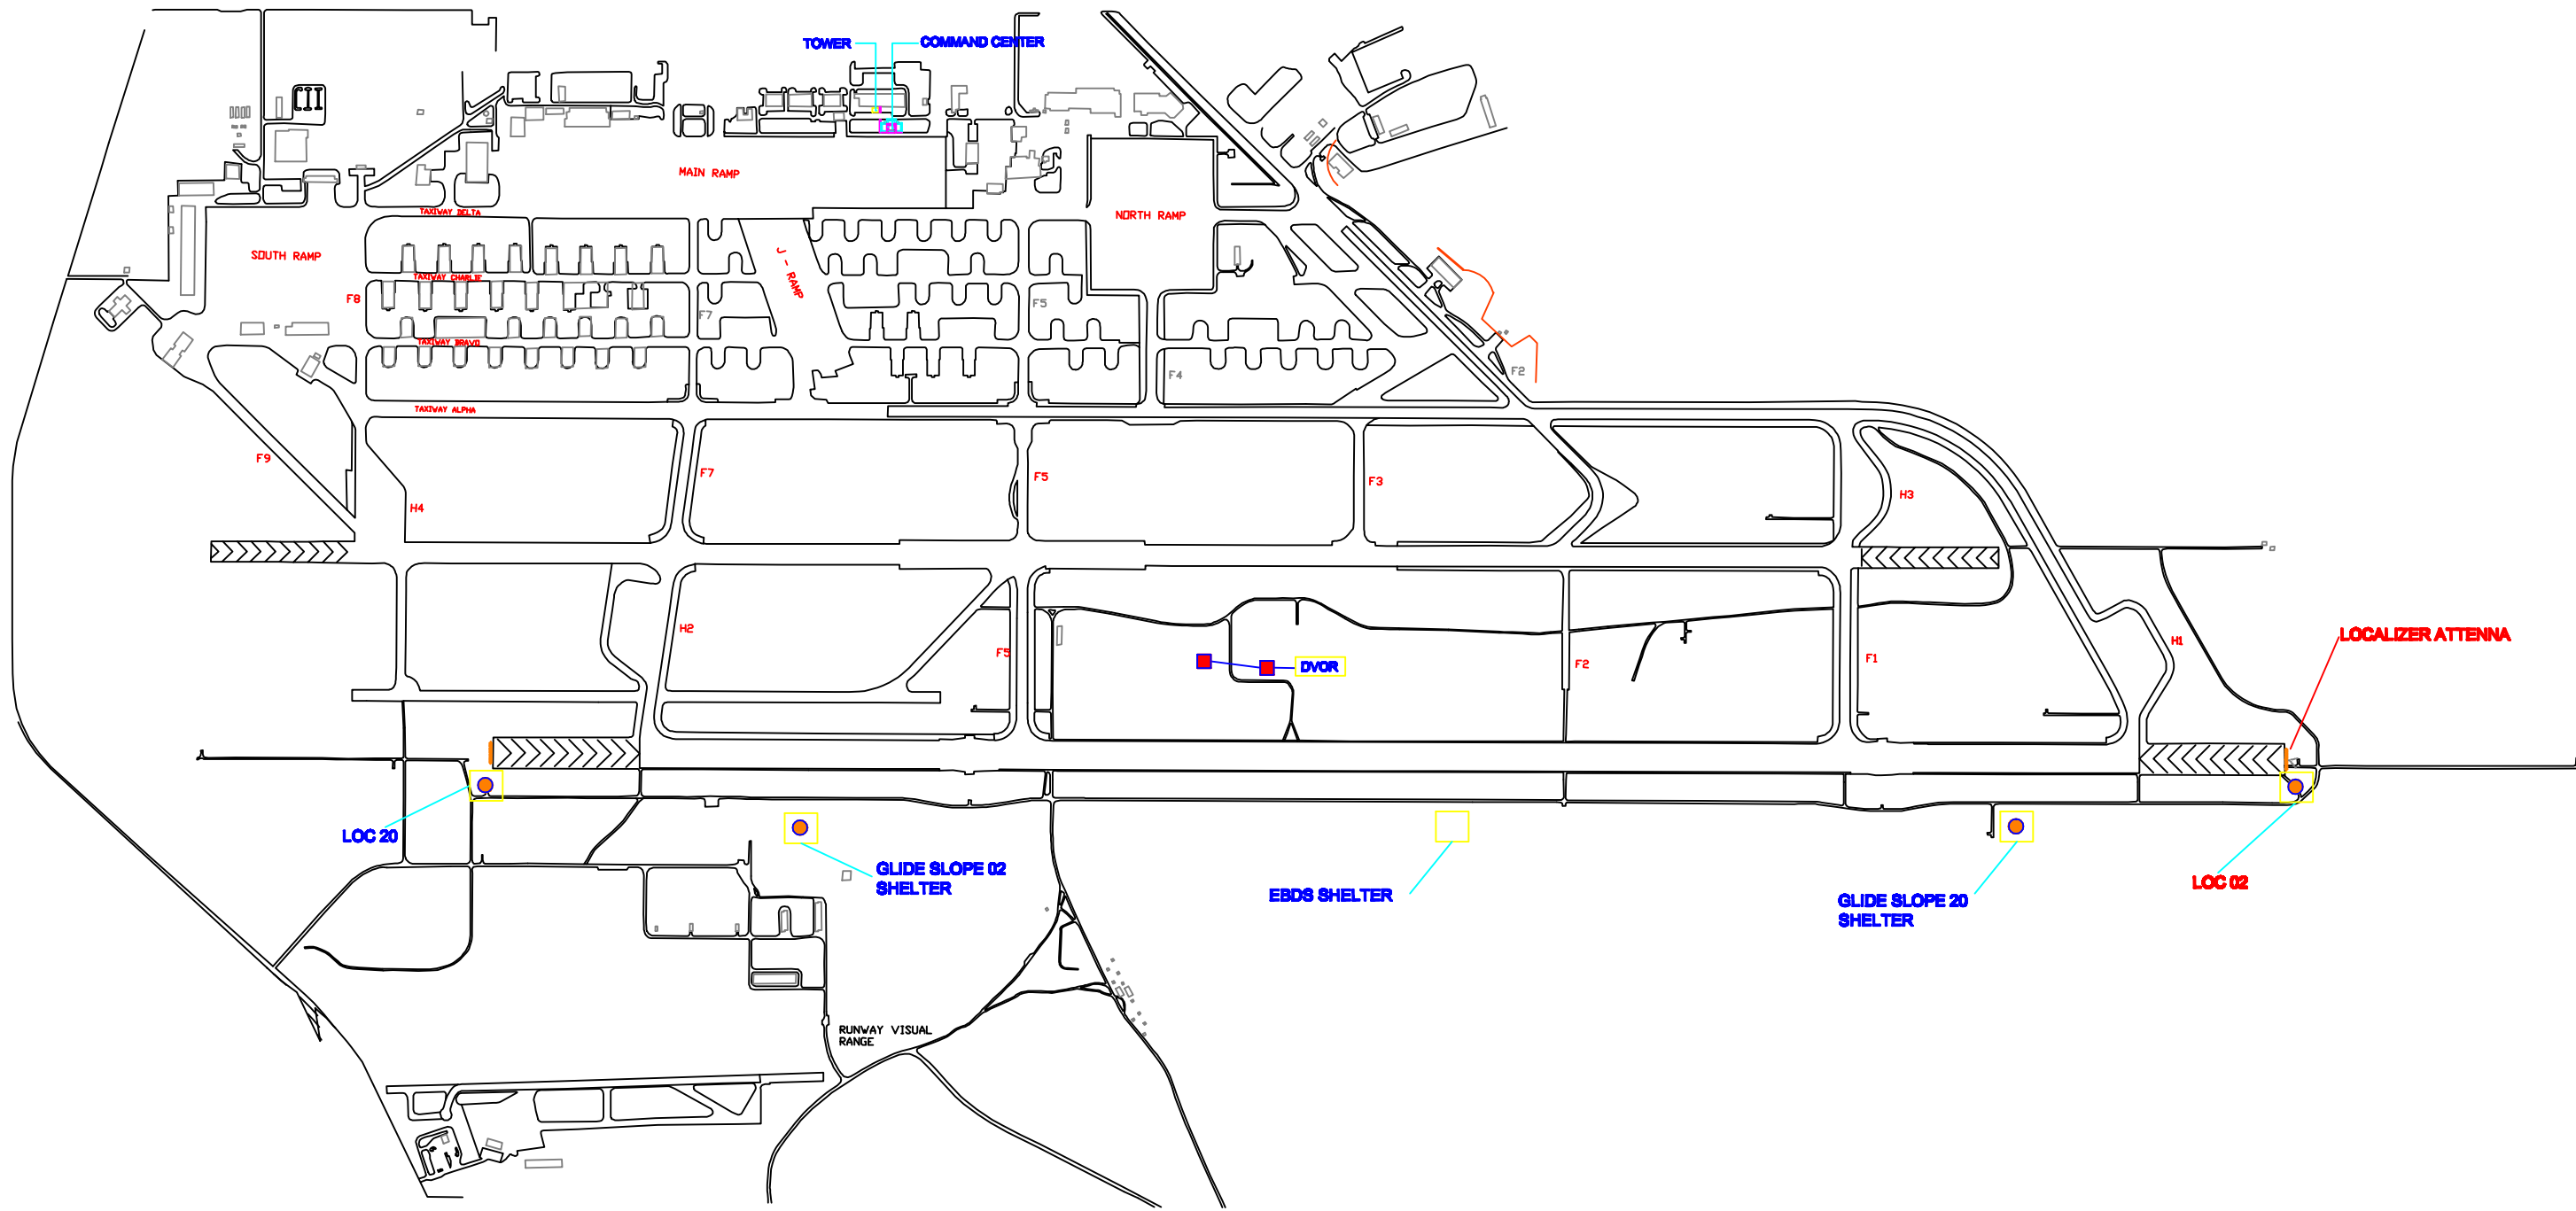 TOWER
COMMAND CENTER
MAIN RAMP
TAXIWAY DELTA
NORTH RAMP
SOUTH RAMP
J - RAMP
TAXIWAY CHARLIE
F8
F7
F5
TAXIWAY BRAVO
F4
F2
TAXIWAY ALPHA
F9
F7
F5
F3
H3
H4
H2
F5
F2
F1
H1
LOCALIZER ATTENNA
DVOR
LOC 20
GLIDE SLOPE 02
SHELTER
EBDS SHELTER
GLIDE SLOPE 20
SHELTER
LOC 02
RUNWAY VISUAL
RANGE